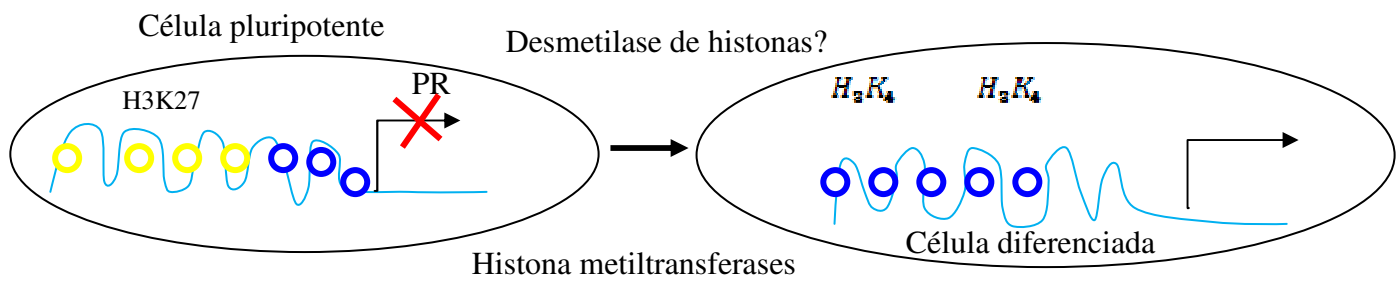 Célula pluripotente
Desmetilase de histonas?
PR
H3K27
H₃K₄ H₃K₄
Célula diferenciada
Histona metiltransferases